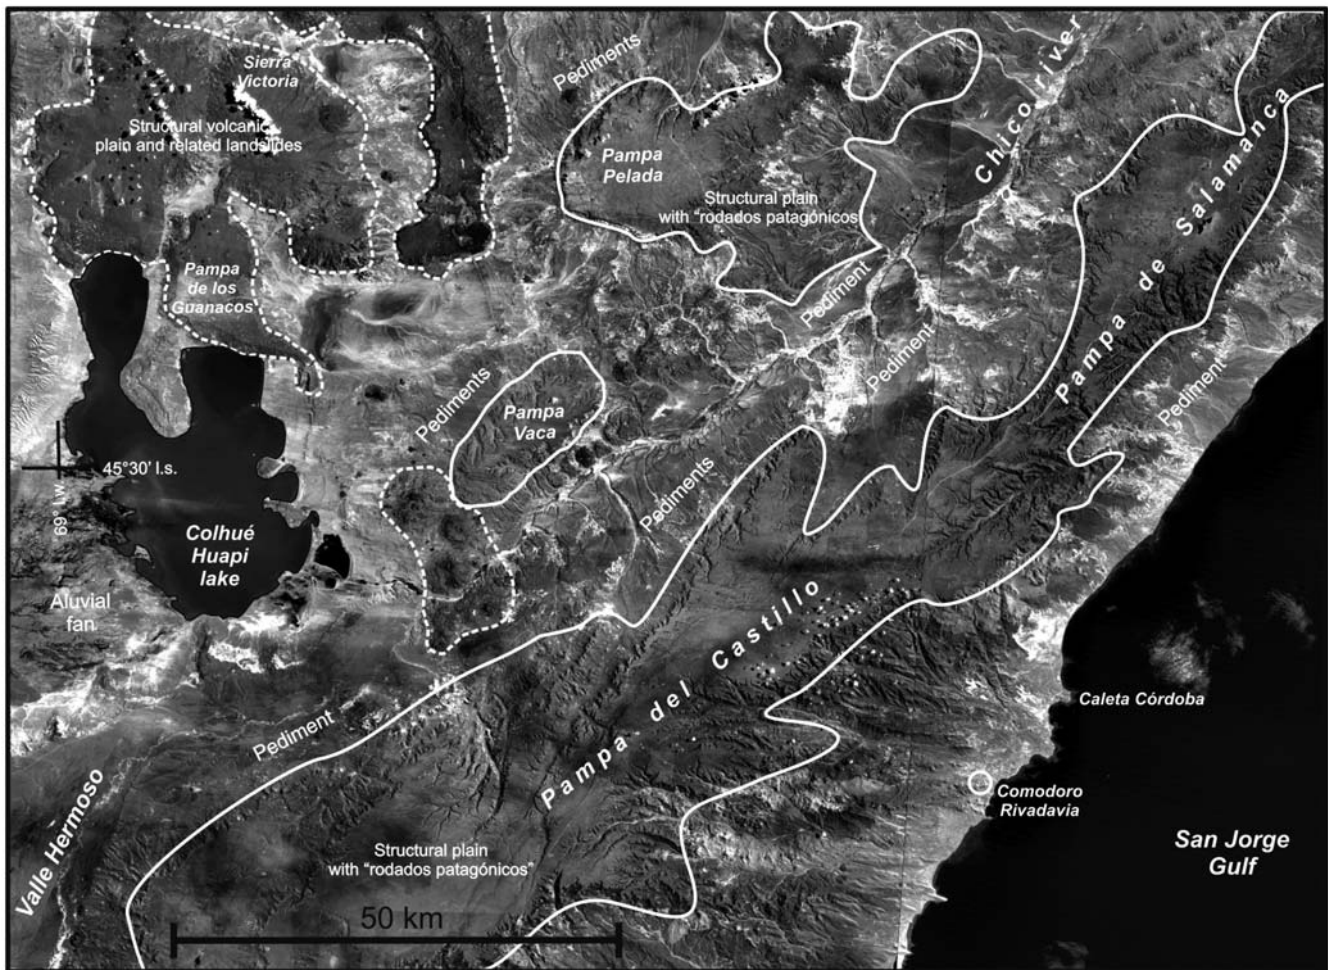 Sierra
Victoria
Structural volcanic
plain and related landslides
Pediments
Pampa
Pelada
Structural plain
with “rodados patagónicos
Chico river
Pampa de Salamanca
Pampa
de los
Guanacos
Pediment
Pediment
Pediment
Pediments
Pampa
Vaca
Pediments
45°30' l.s.
69° l.w.
Colhué
Huapi
lake
Aluvial
fan
Pampa del Castillo
Caleta Córdoba
Pediment
Valle Hermoso
Comodoro
Rivadavia
San Jorge
Gulf
Structural plain
with “rodados patagónicos”
50 km